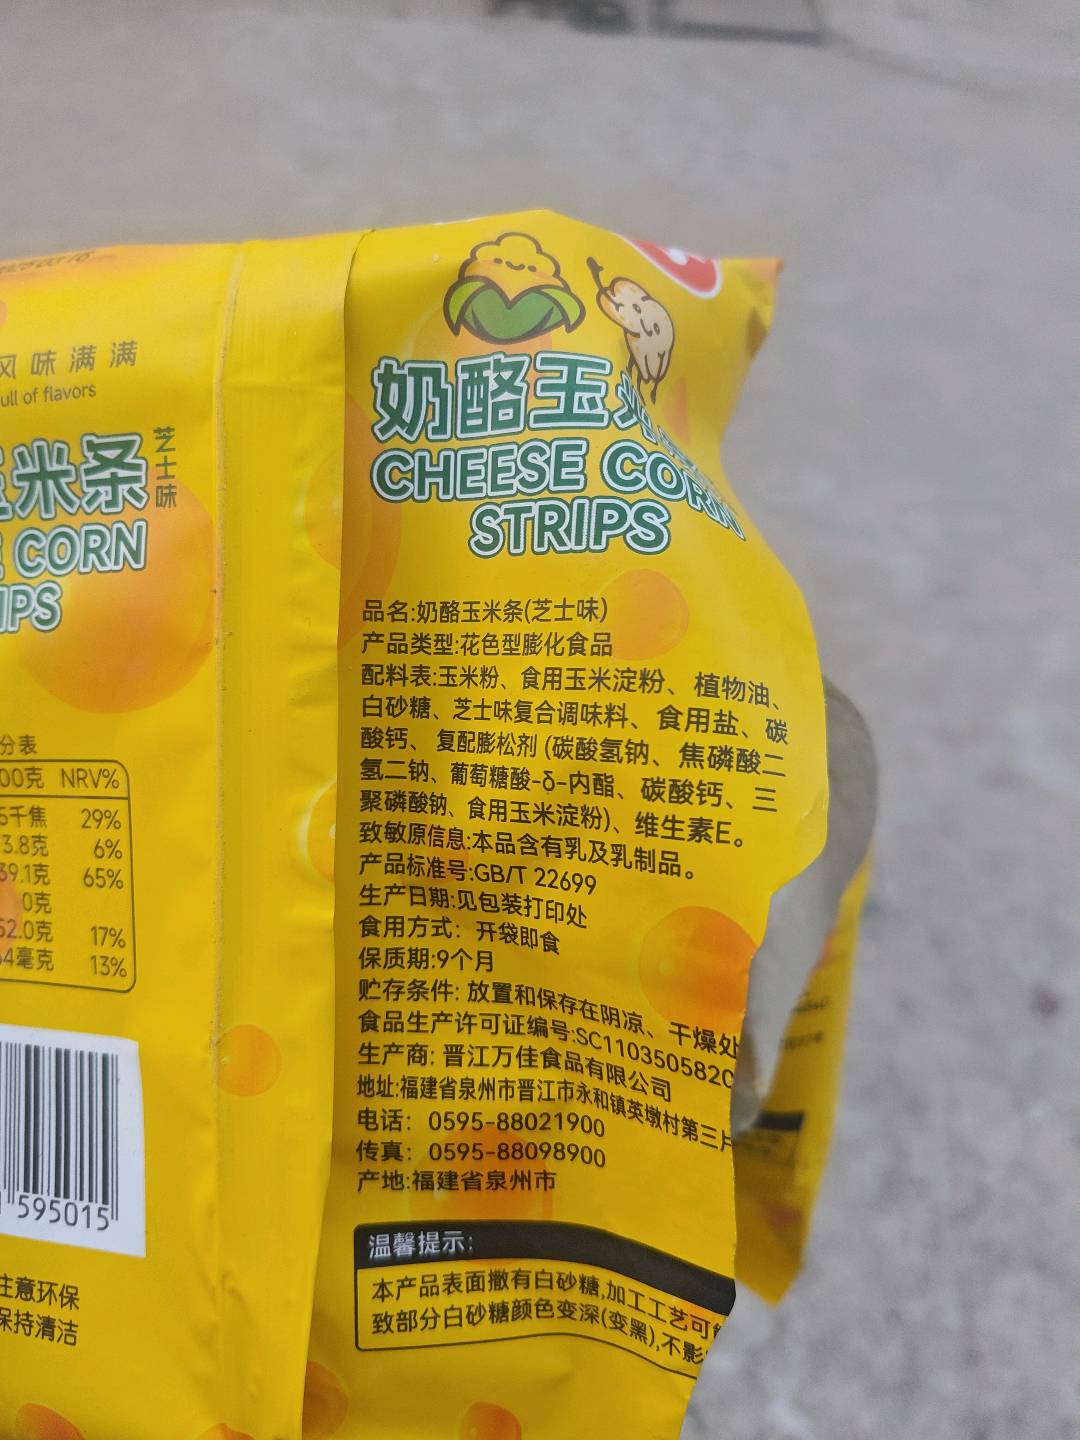 风味满满
ull of flavors
米条
芝士味
CORN
IPS
分表
00克 NRV%
5千焦 29%
3.8克 6%
39.1克 65%
0克
52.0克 17%
4毫克 13%
595015
注意环保
保持清洁
奶酪玉米
CHEESE CORN
STRIPS
品名:奶酪玉米条(芝士味)
产品类型:花色型膨化食品
配料表:玉米粉、食用玉米淀粉、植物油、
白砂糖、芝士味复合调味料、食用盐、碳
酸钙、复配膨松剂(碳酸氢钠、焦磷酸二
氢二钠、葡萄糖酸-δ-内酯、碳酸钙、三
聚磷酸钠、食用玉米淀粉)、维生素E。
致敏原信息:本品含有乳及乳制品。
产品标准号:GB/T 22699
生产日期:见包装打印处
食用方式: 开袋即食
保质期:9个月
贮存条件: 放置和保存在阴凉、干燥处
食品生产许可证编号:SC110350582
生产商: 晋江万佳食品有限公司
地址:福建省泉州市晋江市永和镇英墩村第三片
电话: 0595-88021900
传真: 0595-88098900
产地:福建省泉州市
温馨提示:
本产品表面撒有白砂糖,加工工艺可
致部分白砂糖颜色变深(变黑),不影